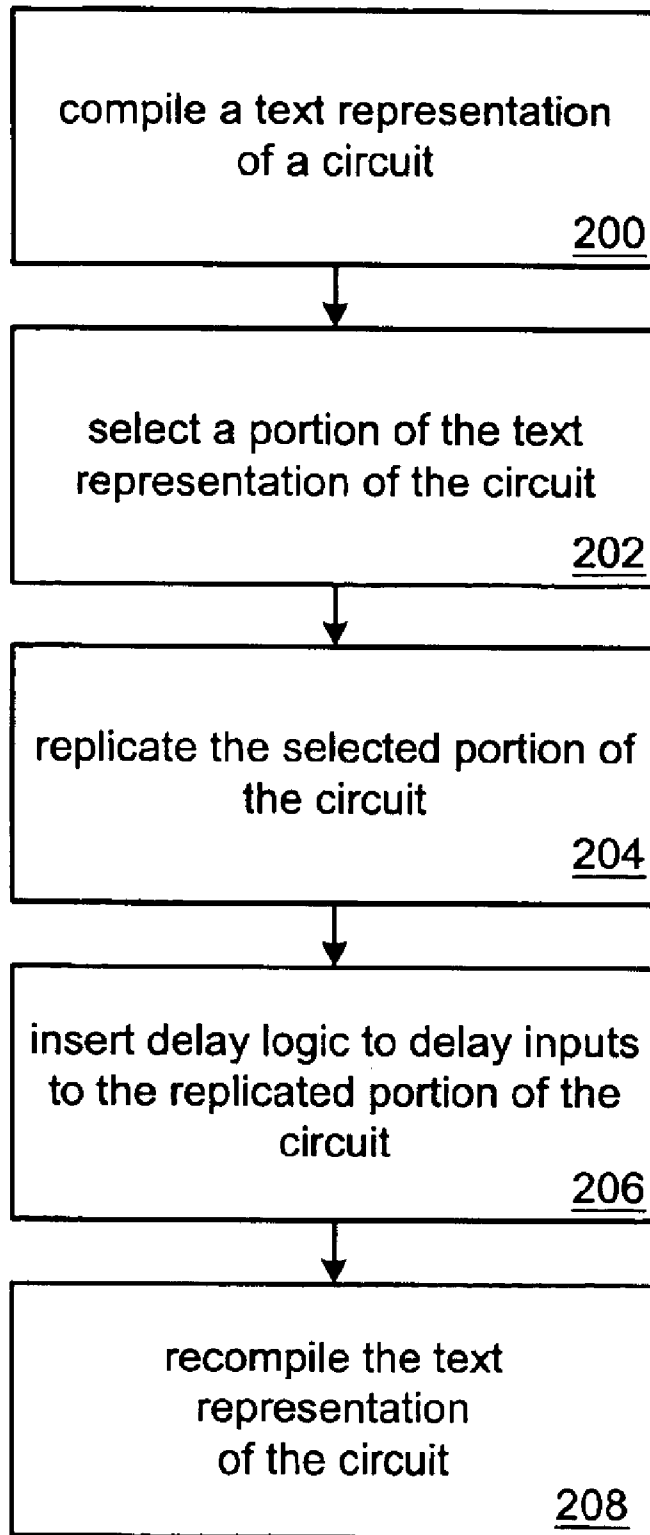 compile a text representation
of a circuit
200
select a portion of the text
representation of the circuit
202
replicate the selected portion of
the circuit
204
insert delay logic to delay inputs
to the replicated portion of the
circuit
206
recompile the text
representation
of the circuit
208